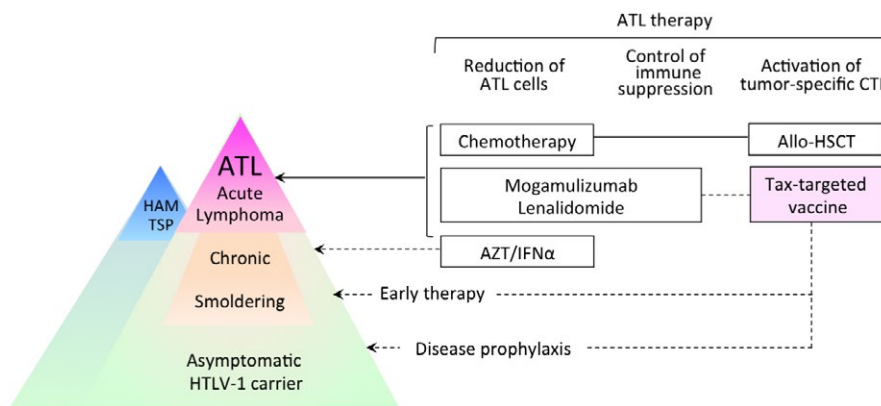 ATL therapy
Reduction of
ATL cells
Control of
immune
suppression
Activation of
tumor-specific CTL
Chemotherapy
Allo-HSCT
Mogamulizumab
Lenalidomide
Tax-targeted
vaccine
AZT/IFNα
Early therapy
Disease prophylaxis
HAM
TSP
ATL
Acute
Lymphoma
Chronic
Smoldering
Asymptomatic
HTLV-1 carrier